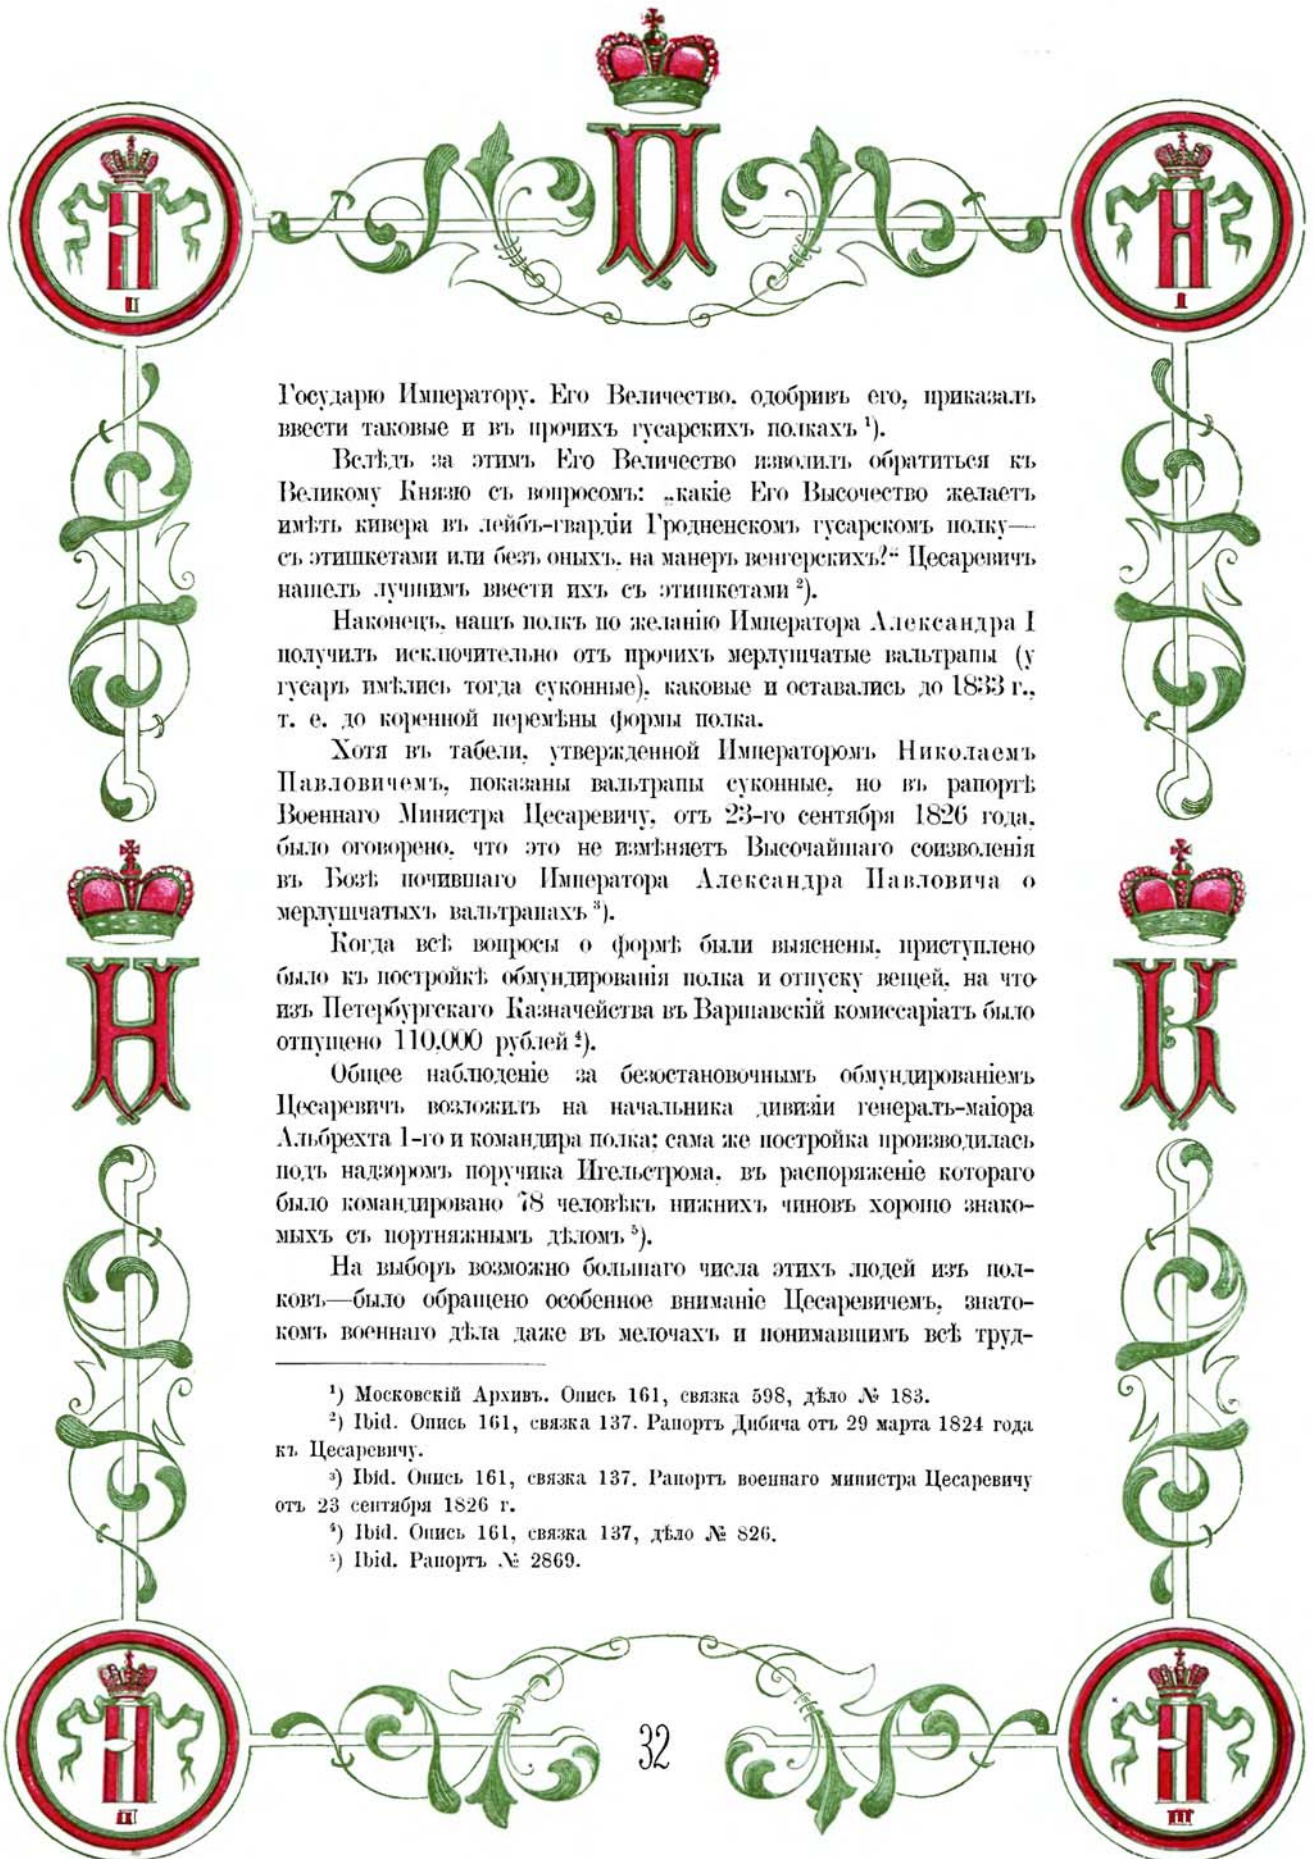 П
II
Н
I
Государю Императору. Его Величество, одобривъ его, приказалъ
ввести таковые и въ прочихъ гусарскихъ полкахъ ¹).
Вслѣдъ за этимъ Его Величество изволилъ обратиться къ
Великому Князю съ вопросомъ: „какіе Его Высочество желаетъ
имѣть кивера въ лейбъ-гвардіи Гродненскомъ гусарскомъ полку—
съ этишкетами или безъ оныхъ, на манеръ венгерскихъ?“ Цесаревичъ
нашелъ лучшимъ ввести ихъ съ этишкетами ²).
Наконецъ, нашъ полкъ по желанію Императора Александра I
получилъ исключительно отъ прочихъ мерлушчатые вальтрапы (у
гусаръ имѣлись тогда суконные), каковые и оставались до 1833 г.,
т. е. до коренной перемѣны формы полка.
Хотя въ табели, утвержденной Императоромъ Николаемъ
Павловичемъ, показаны вальтрапы суконные, но въ рапортѣ
Военнаго Министра Цесаревичу, отъ 23-го сентября 1826 года,
было оговорено, что это не измѣняетъ Высочайшаго соизволенія
въ Бозѣ почившаго Императора Александра Павловича о
мерлушчатыхъ вальтрапахъ ³).
Когда всѣ вопросы о формѣ были выяснены, приступлено
было къ постройкѣ обмундированія полка и отпуску вещей, на что
изъ Петербургскаго Казначейства въ Варшавскій комиссаріатъ было
отпущено 110.000 рублей ⁴).
Общее наблюденіе за безостановочнымъ обмундированіемъ
Цесаревичъ возложилъ на начальника дивизіи генералъ-маіора
Альбрехта 1-го и командира полка; сама же постройка производилась
подъ надзоромъ поручика Игельстрома, въ распоряженіе котораго
было командировано 78 человѣкъ нижнихъ чиновъ хорошо знако-
мыхъ съ портняжнымъ дѣломъ ⁵).
На выборъ возможно большаго числа этихъ людей изъ пол-
ковъ—было обращено особенное вниманіе Цесаревичемъ, знато-
комъ военнаго дѣла даже въ мелочахъ и понимавшимъ всѣ труд-
¹) Московскій Архивъ. Опись 161, связка 598, дѣло № 183.
²) Ibid. Опись 161, связка 137. Рапортъ Дибича отъ 29 марта 1824 года
къ Цесаревичу.
³) Ibid. Опись 161, связка 137. Рапортъ военнаго министра Цесаревичу
отъ 23 сентября 1826 г.
⁴) Ibid. Опись 161, связка 137, дѣло № 826.
⁵) Ibid. Рапортъ № 2869.
Н
К
II
III
32